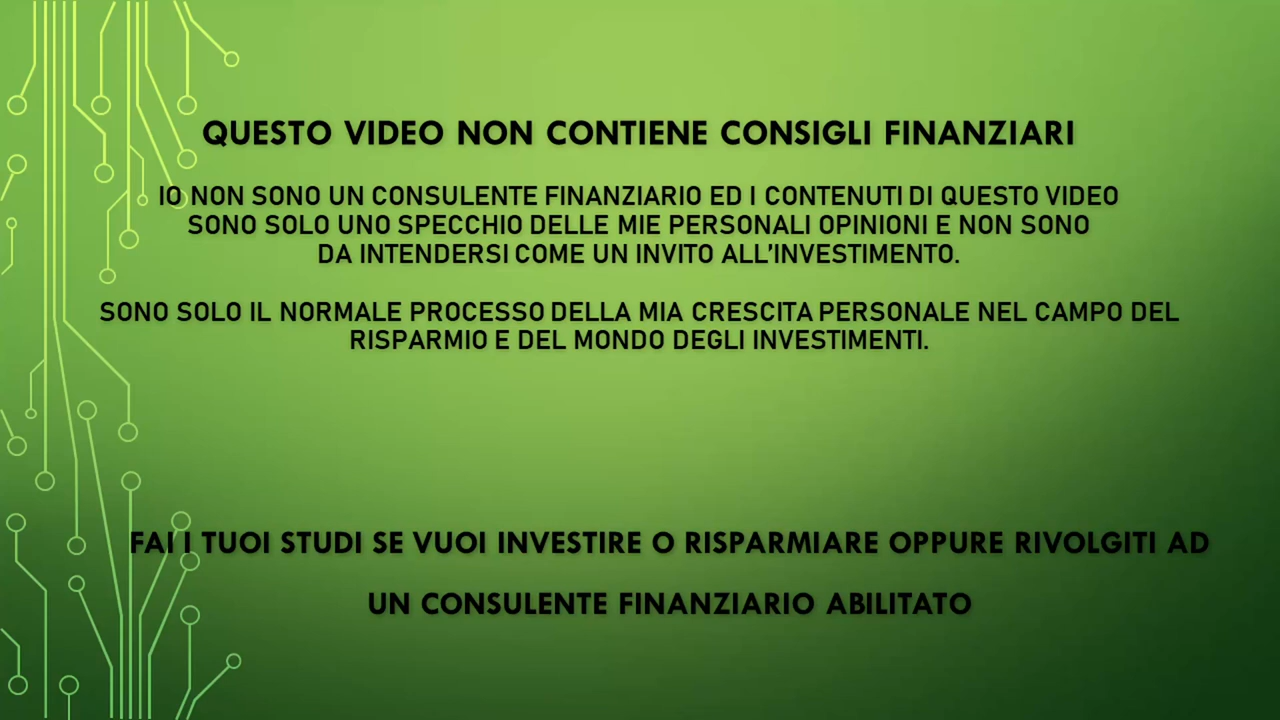 QUESTO VIDEO NON CONTIENE CONSIGLI FINANZIARI
IO NON SONO UN CONSULENTE FINANZIARIO ED I CONTENUTI DI QUESTO VIDEO
SONO SOLO UNO SPECCHIO DELLE MIE PERSONALI OPINIONI E NON SONO
DA INTENDERSI COME UN INVITO ALL'INVESTIMENTO.
SONO SOLO IL NORMALE PROCESSO DELLA MIA CRESCITA PERSONALE NEL CAMPO DEL
RISPARMIO E DEL MONDO DEGLI INVESTIMENTI.
FAI I TUOI STUDI SE VUOI INVESTIRE O RISPARMIARE OPPURE RIVOLGITI AD
UN CONSULENTE FINANZIARIO ABILITATO